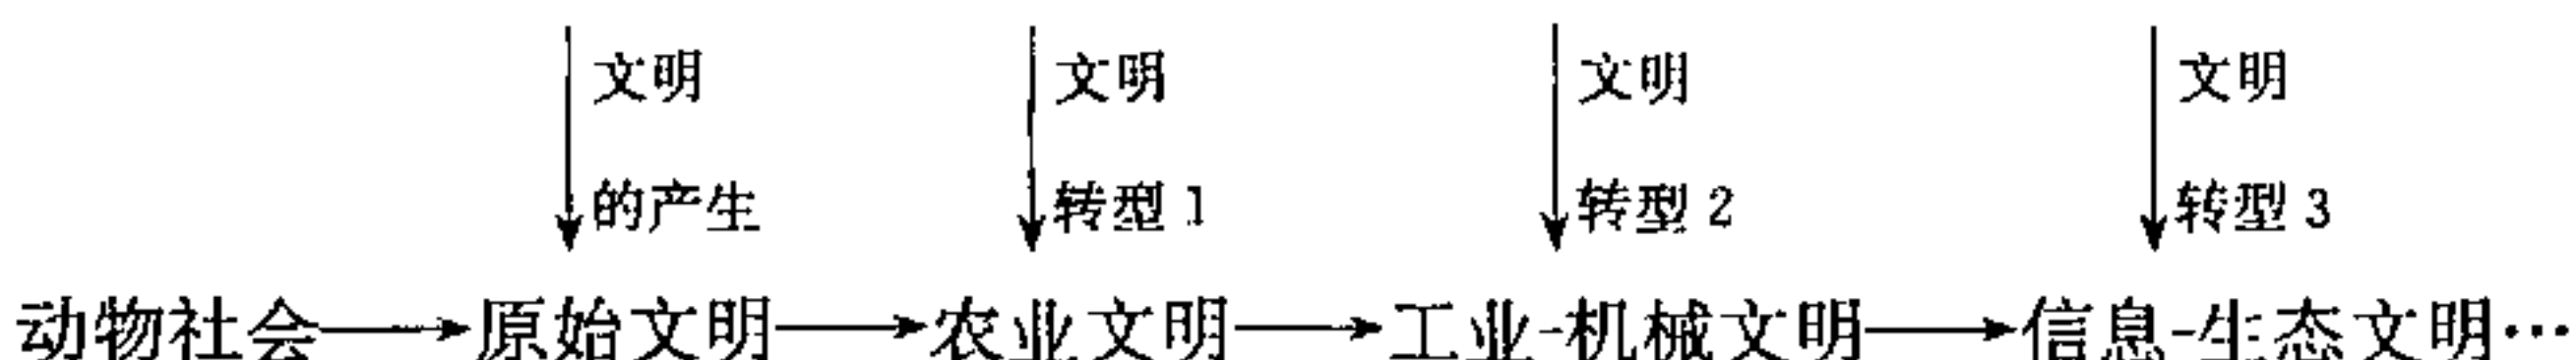 文明 文明 文明 文明
的产生 转型 1 转型 2 转型 3
动物社会 原始文明 农业文明 工业-机械文明 信息-生态文明…